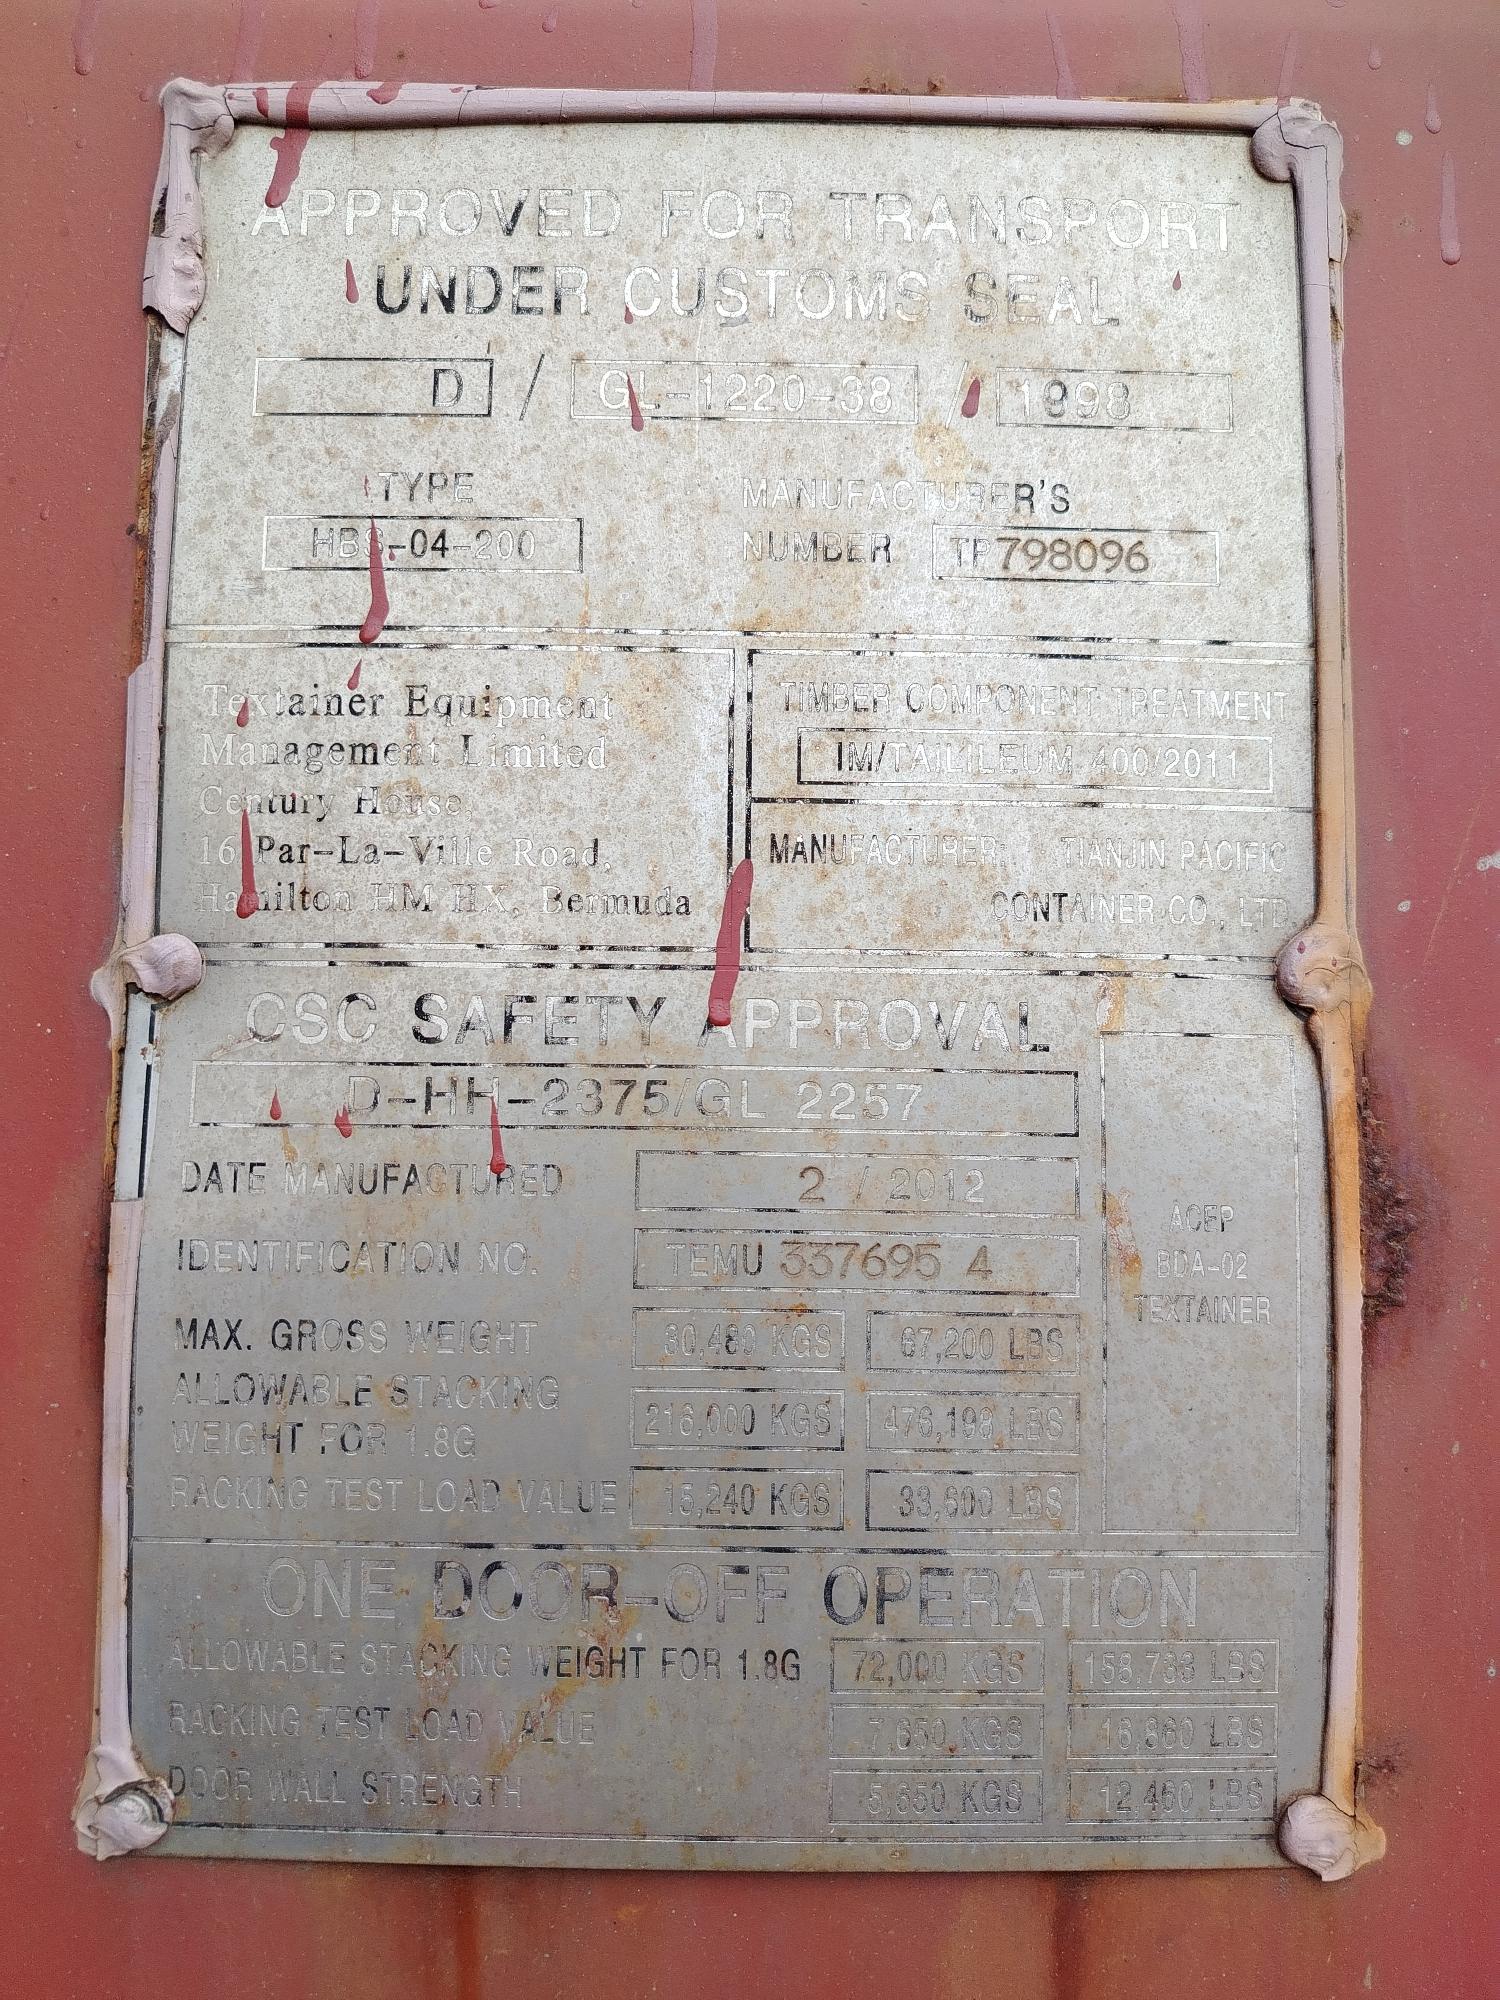 APPROVED FOR TRANSPORT
UNDER CUSTOMS SEAL
D / GL-1220-38 / 1998
TYPE
HBS-04-200
MANUFACTURER'S
NUMBER TP798096
Textainer Equipment
Management Limited
Century House
16 Par-La-Ville Road,
Hamilton HM HX, Bermuda
TIMBER COMPONENT TREATMENT
IM/TAILILEUM 400/2011
MANUFACTURER: TIANJIN PACIFIC
CONTAINER CO., LTD.
CSC SAFETY APPROVAL
D-HH-2375/GL 2257
DATE MANUFACTURED 2 / 2012
IDENTIFICATION NO. TEMU 337695 4
MAX. GROSS WEIGHT 30,480 KGS 67,200 LBS
ALLOWABLE STACKING
WEIGHT FOR 1.8G 216,000 KGS 476,198 LBS
RACKING TEST LOAD VALUE 15,240 KGS 33,600 LBS
ACEP
BDA-02
TEXTAINER
ONE DOOR-OFF OPERATION
ALLOWABLE STACKING WEIGHT FOR 1.8G 72,000 KGS 158,733 LBS
RACKING TEST LOAD VALUE 7,650 KGS 16,860 LBS
DOOR WALL STRENGTH 5,650 KGS 12,460 LBS